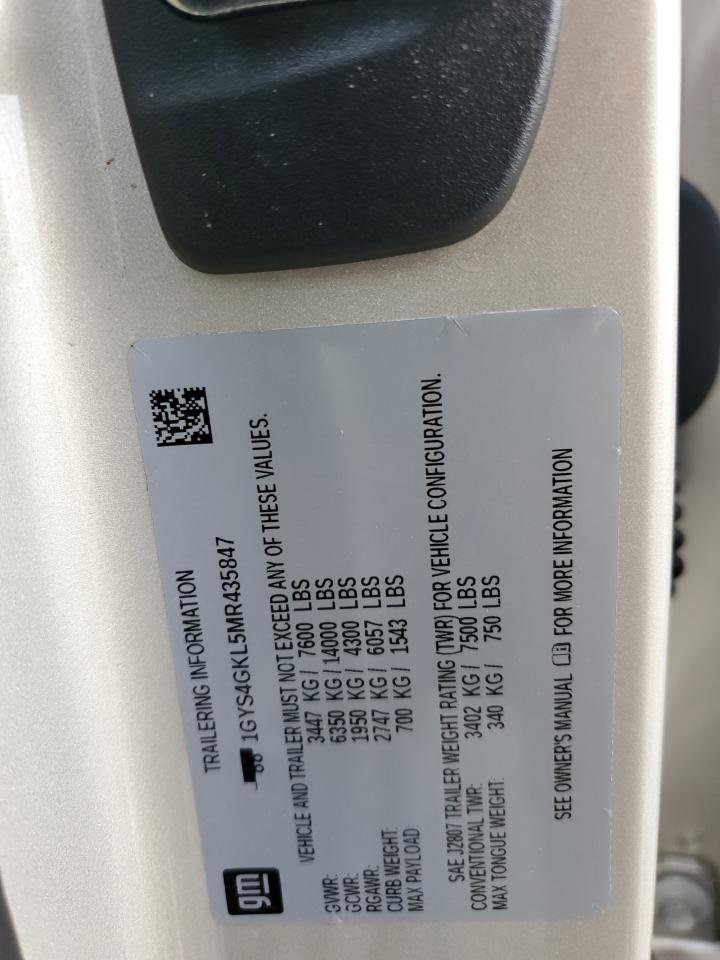 gm
TRAILERING INFORMATION
1GYS4GKL5MR435847
VEHICLE AND TRAILER MUST NOT EXCEED ANY OF THESE VALUES.
GVWR: 3447 KG / 7600 LBS
GCWR: 6350 KG / 14000 LBS
RGAWR: 1950 KG / 4300 LBS
CURB WEIGHT: 2747 KG / 6057 LBS
MAX PAYLOAD: 700 KG / 1543 LBS
SAE J2807 TRAILER WEIGHT RATING (TWR) FOR VEHICLE CONFIGURATION.
CONVENTIONAL TWR: 3402 KG / 7500 LBS
MAX TONGUE WEIGHT: 340 KG / 750 LBS
SEE OWNER'S MANUAL FOR MORE INFORMATION